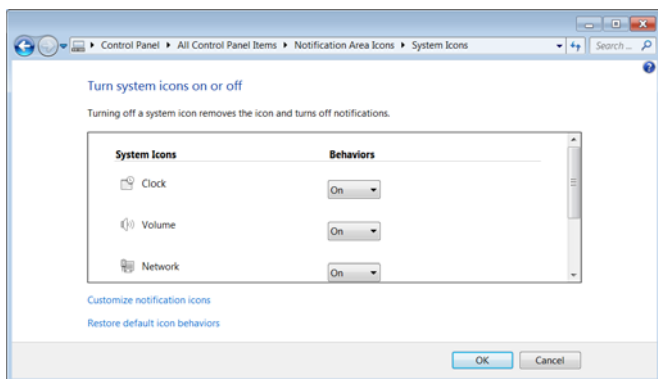 Control Panel ▸ All Control Panel Items ▸ Notification Area Icons ▸ System Icons
Search ...
Turn system icons on or off
Turning off a system icon removes the icon and turns off notifications.
System Icons Behaviors
Clock On
Volume On
Network On
Customize notification icons
Restore default icon behaviors
OK Cancel